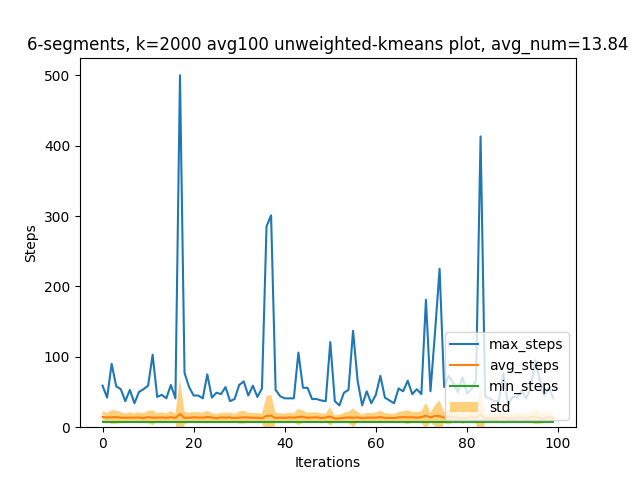 6-segments, k=2000 avg100 unweighted-kmeans plot, avg_num=13.84
500
400
300
200
100
0
Steps
0 20 40 60 80 100
Iterations
max_steps
avg_steps
min_steps
std